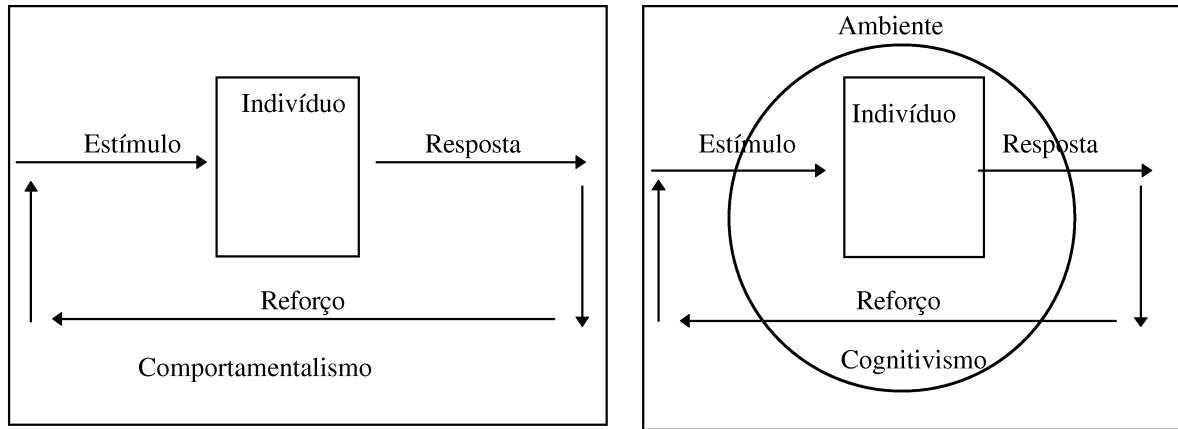 Indivíduo
Estímulo
Resposta
Reforço
Comportamentalismo
Ambiente
Indivíduo
Estímulo
Resposta
Reforço
Cognitivismo